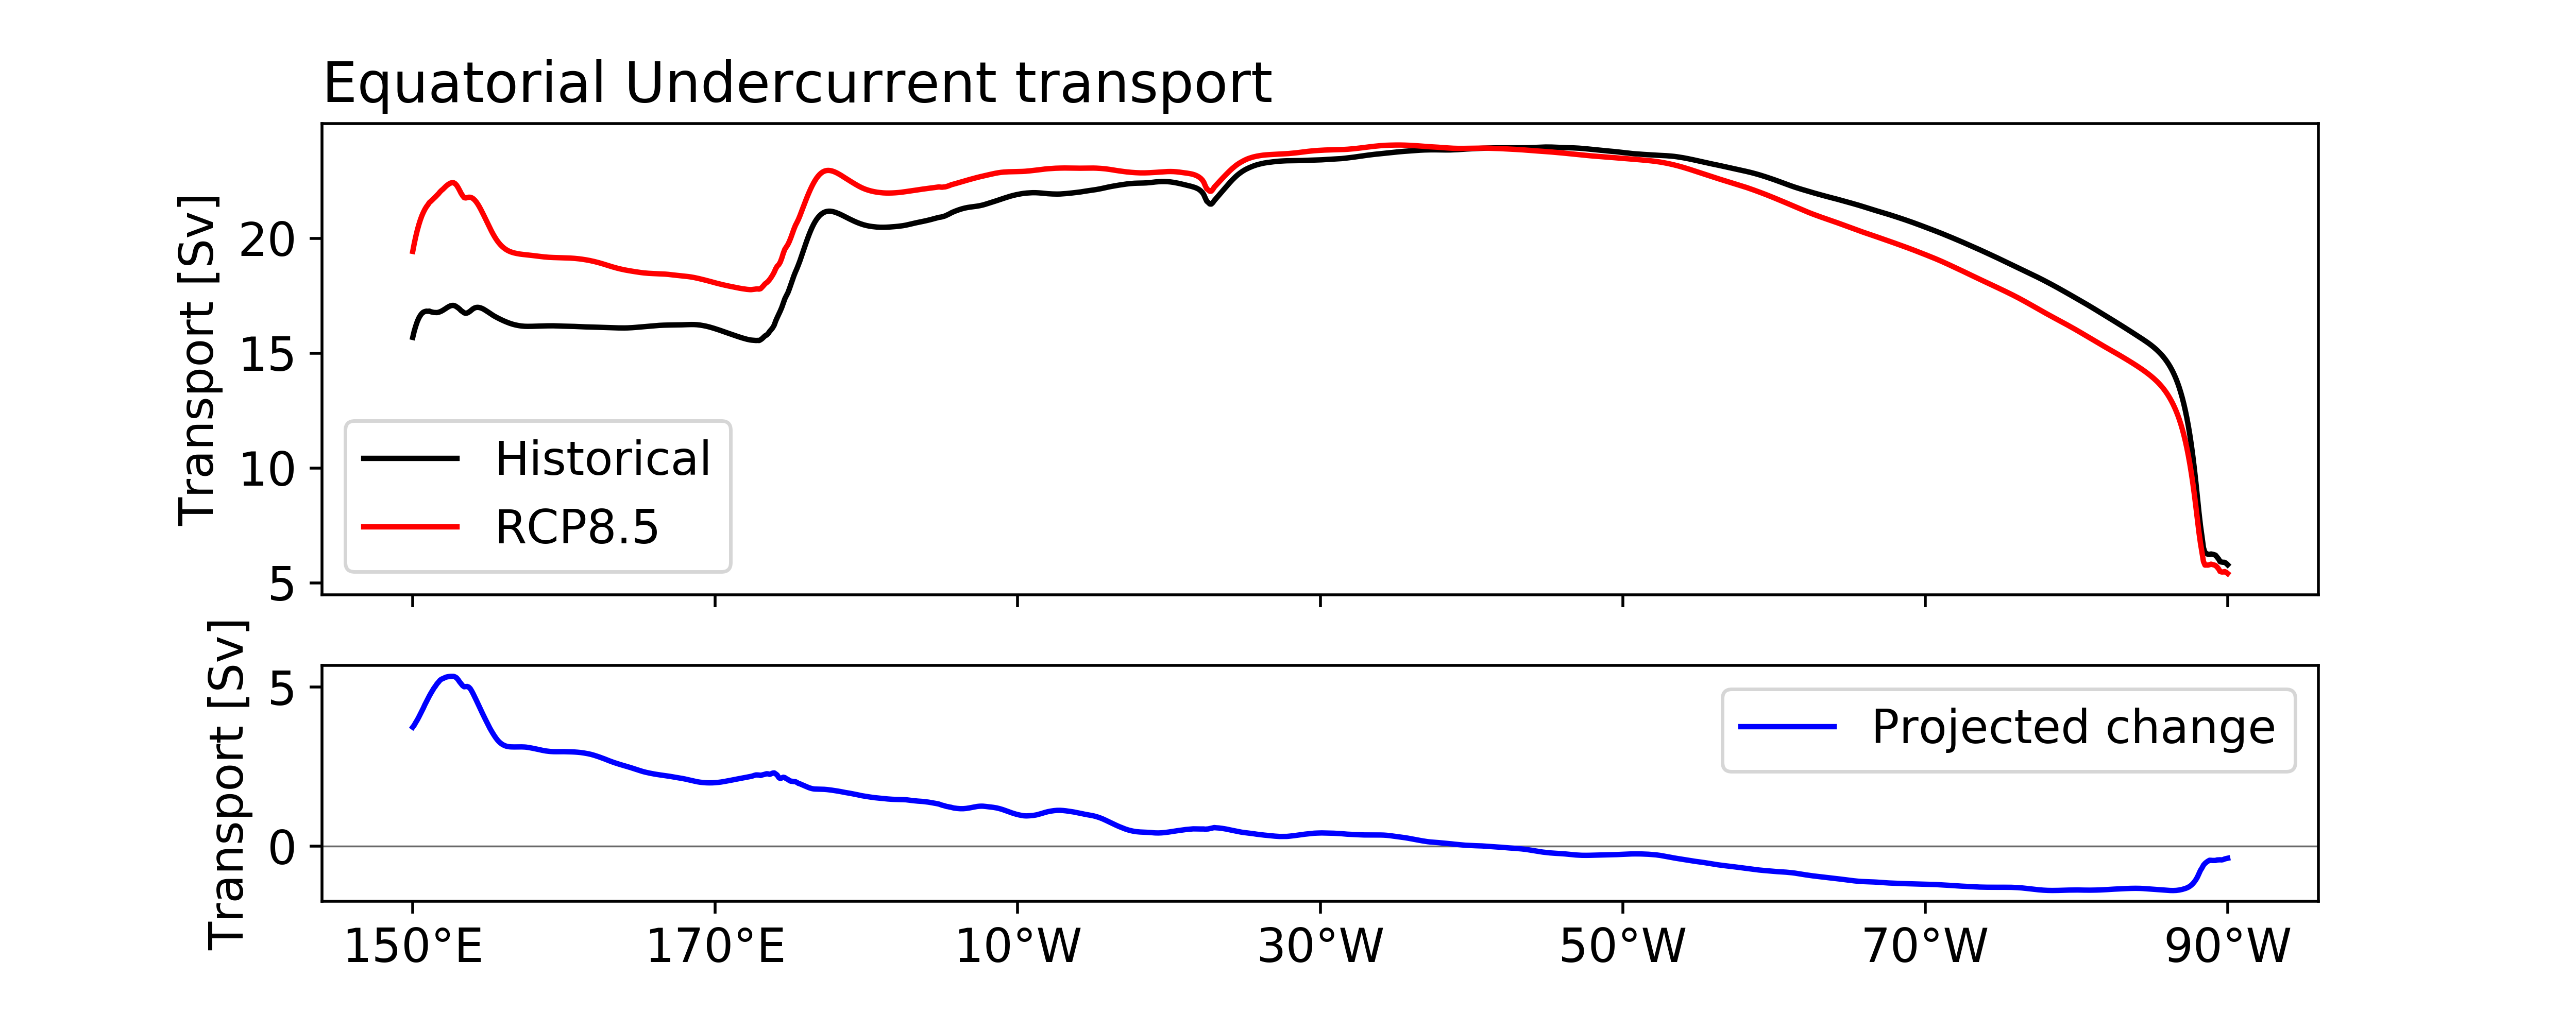 Equatorial Undercurrent transport
Transport [Sv]
20
15
10
5
Historical
RCP8.5
Transport [Sv]
5
0
Projected change
150°E 170°E 10°W 30°W 50°W 70°W 90°W